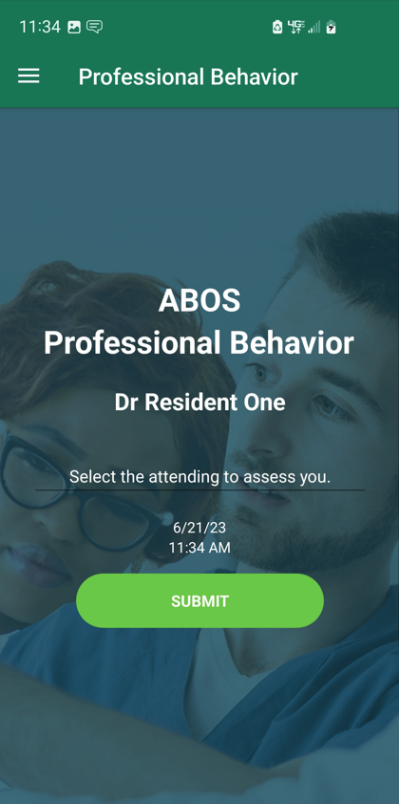 11:34
4G
Professional Behavior
ABOS
Professional Behavior
Dr Resident One
Select the attending to assess you.
6/21/23
11:34 AM
SUBMIT